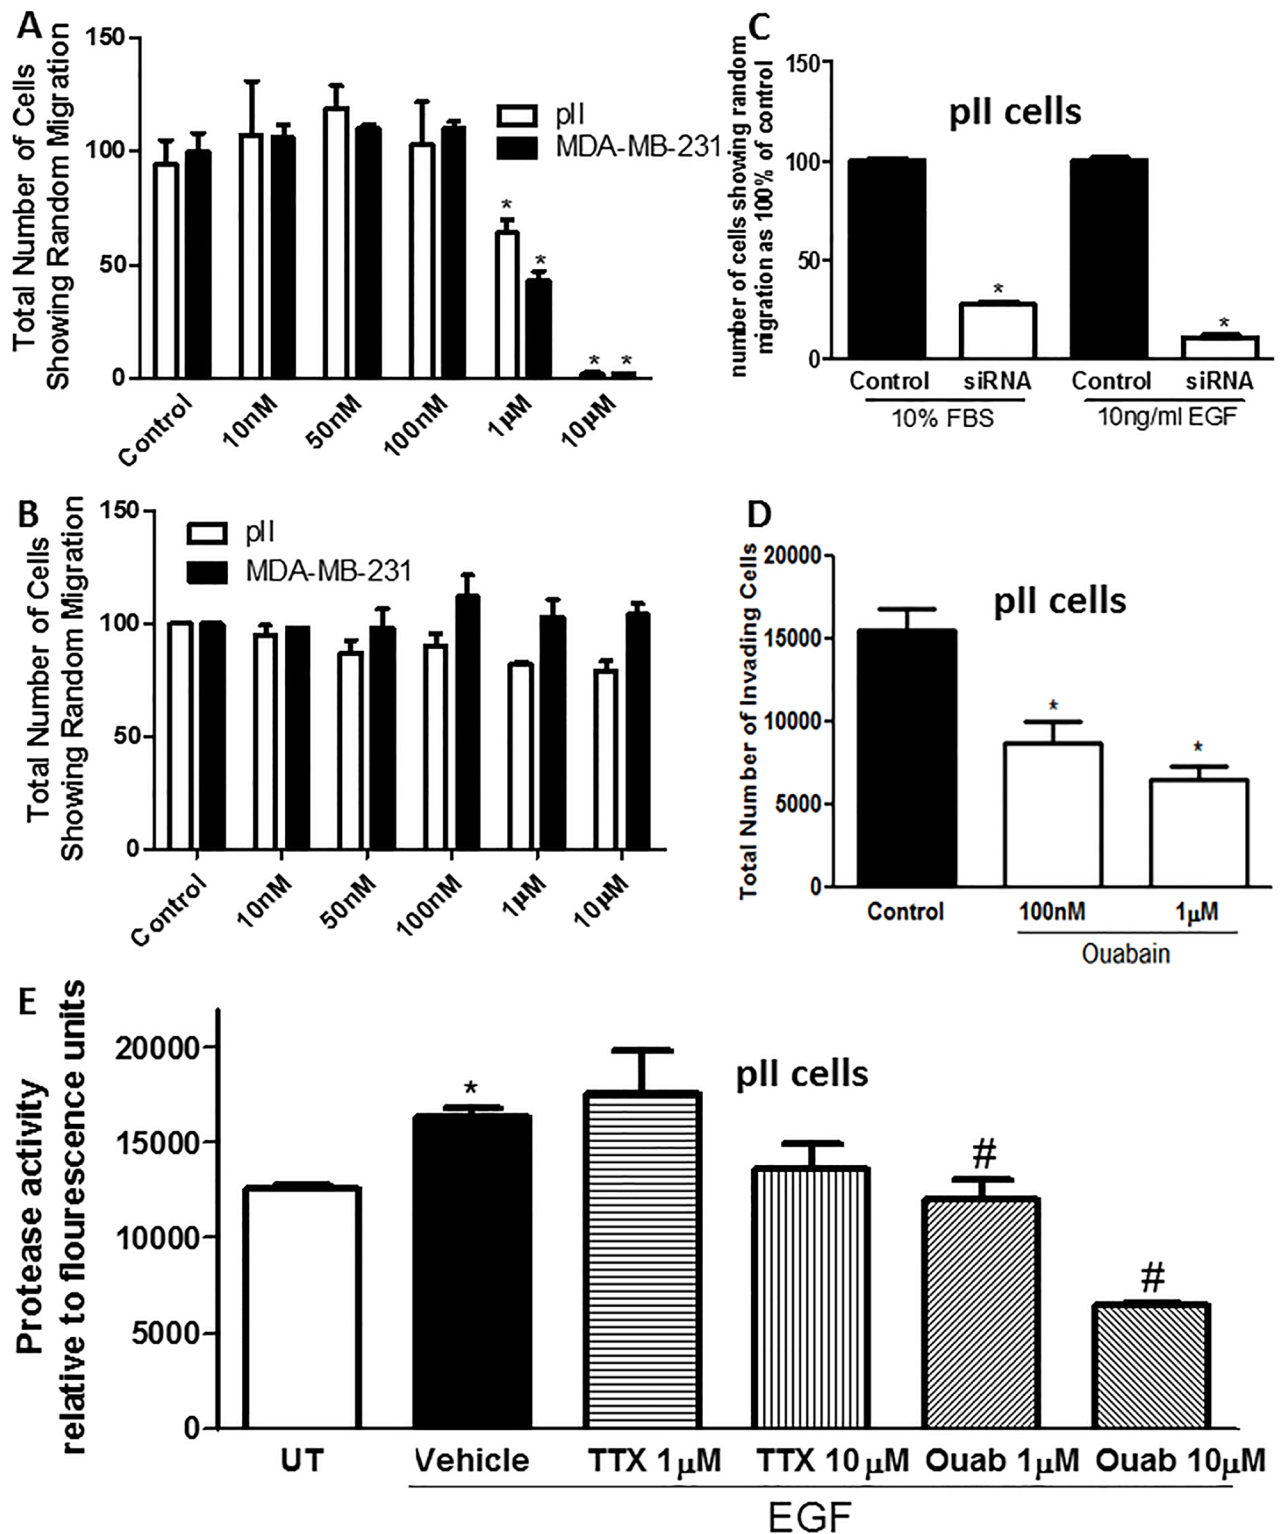 A
Total Number of Cells
Showing Random Migration
150
100
50
0
pII
MDA-MB-231
*
*
*
*
Control
10nM
50nM
100nM
1µM
10µM
B
Total Number of Cells
Showing Random Migration
150
100
50
0
pII
MDA-MB-231
Control
10nM
50nM
100nM
1µM
10µM
C
number of cells showing random
migration as 100% of control
150
100
50
0
pII cells
*
*
Control
siRNA
Control
siRNA
10% FBS
10ng/ml EGF
D
Total Number of Invading Cells
20000
15000
10000
5000
0
pII cells
*
*
Control
100nM
1µM
Ouabain
E
Protease activity
relative to flourescence units
20000
15000
10000
5000
0
pII cells
*
#
#
UT
Vehicle
TTX 1µM
TTX 10µM
Ouab 1µM
Ouab 10µM
EGF